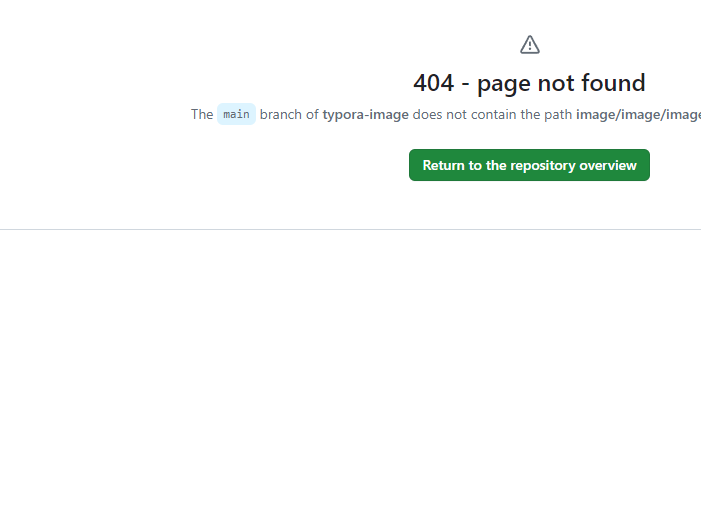 404 - page not found
The main branch of typora-image does not contain the path image/image/image
Return to the repository overview